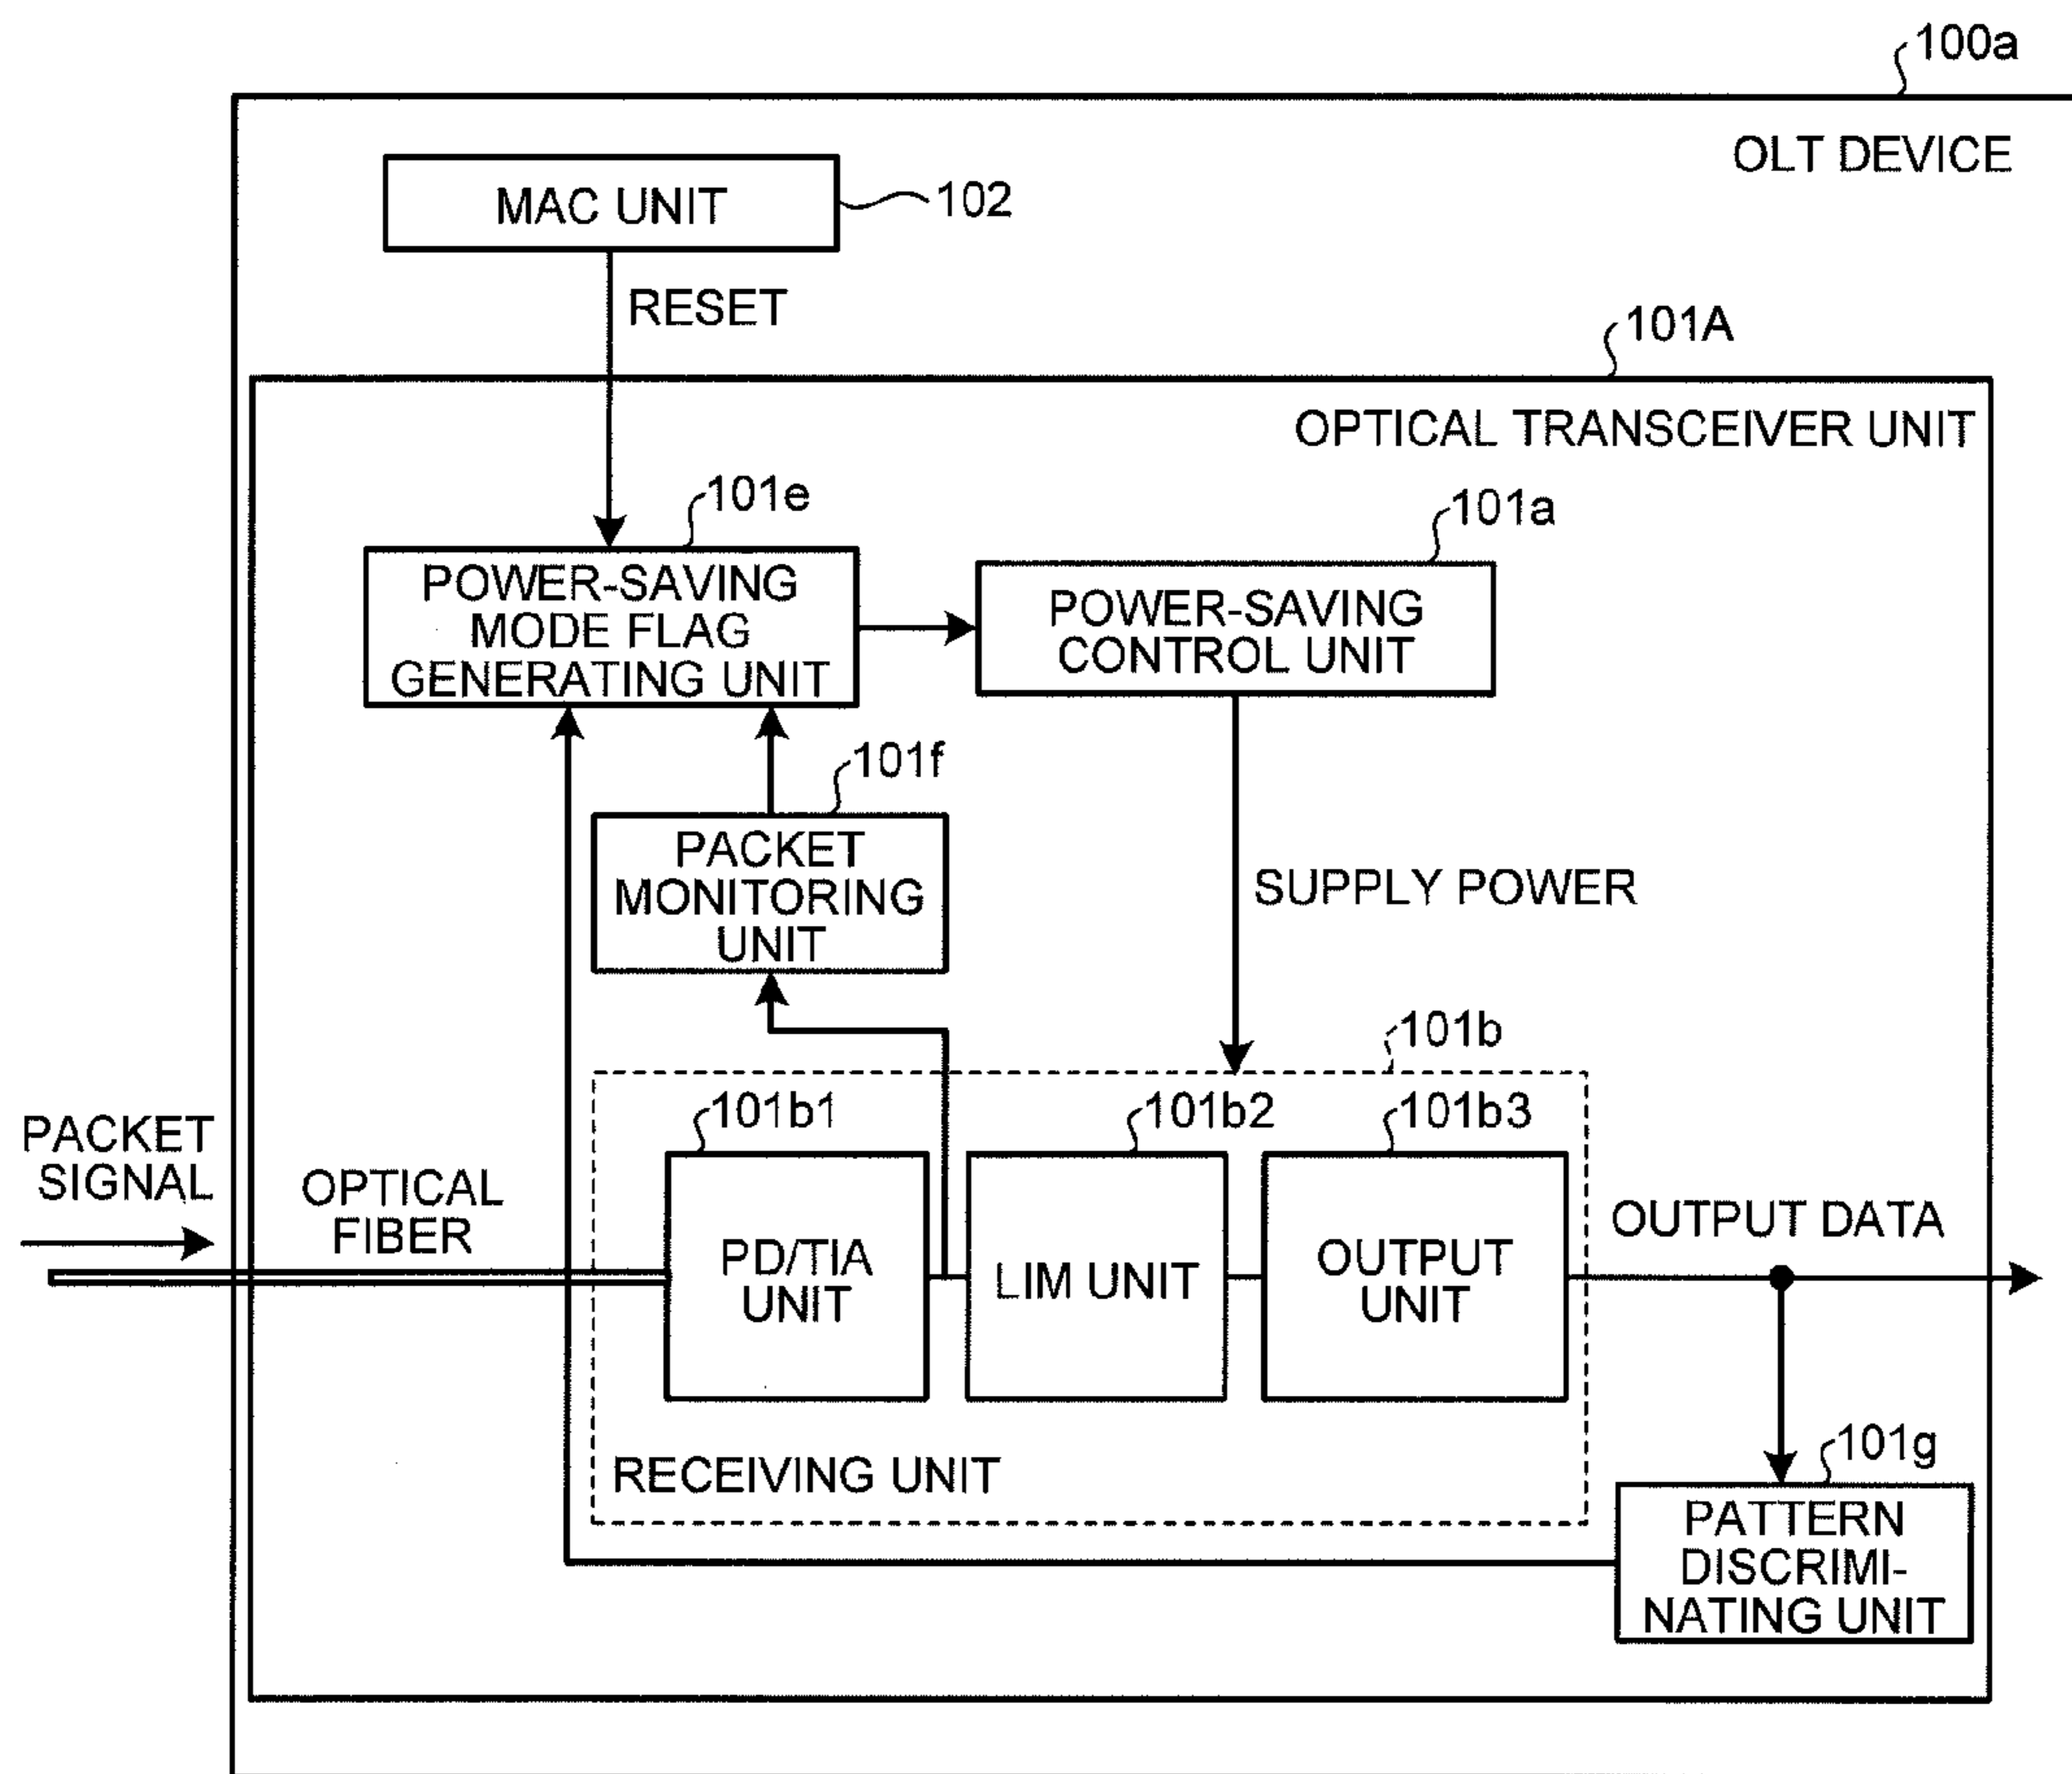 100a
OLT DEVICE
MAC UNIT
102
RESET
101A
OPTICAL TRANSCEIVER UNIT
101e
101a
POWER-SAVING
MODE FLAG
GENERATING UNIT
POWER-SAVING
CONTROL UNIT
101f
PACKET
MONITORING
UNIT
SUPPLY POWER
101b
101b1
101b2
101b3
PACKET
SIGNAL
OPTICAL
FIBER
PD/TIA
UNIT
LIM UNIT
OUTPUT
UNIT
OUTPUT DATA
RECEIVING UNIT
101g
PATTERN
DISCRIMI-
NATING UNIT